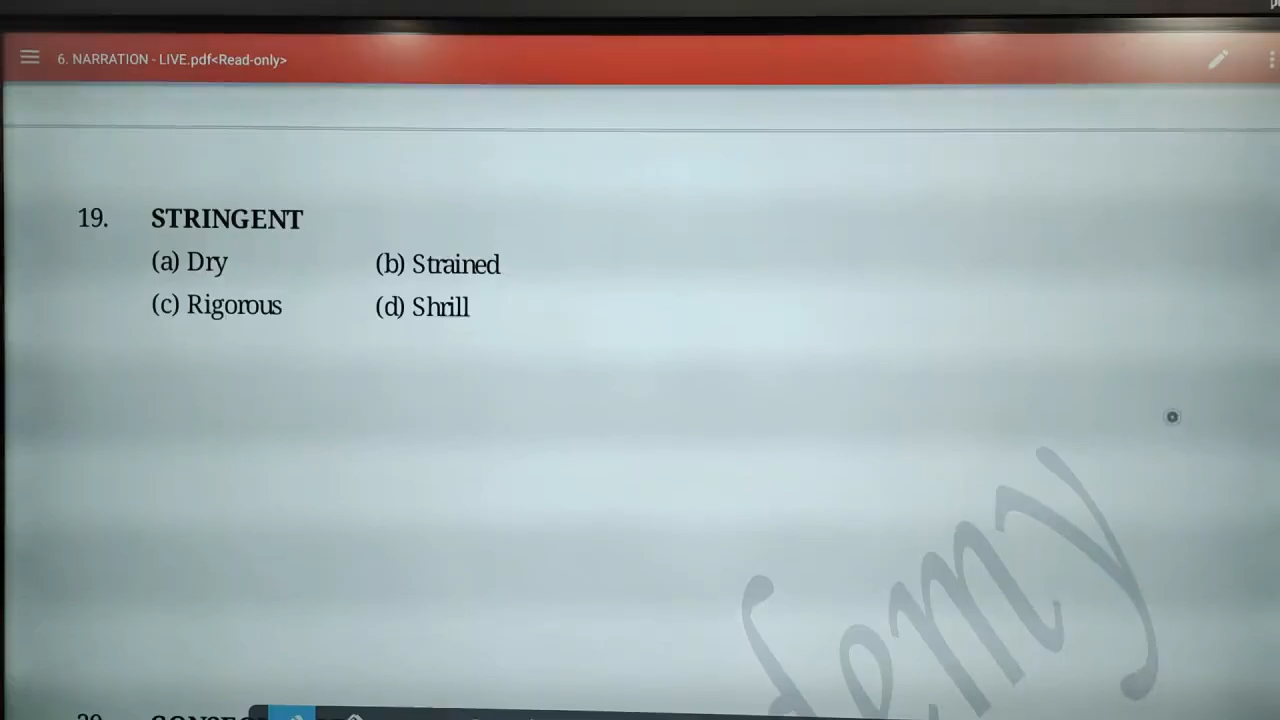 6. NARRATION - LIVE.pdf<Read-only>
19. STRINGENT
(a) Dry (b) Strained
(c) Rigorous (d) Shrill